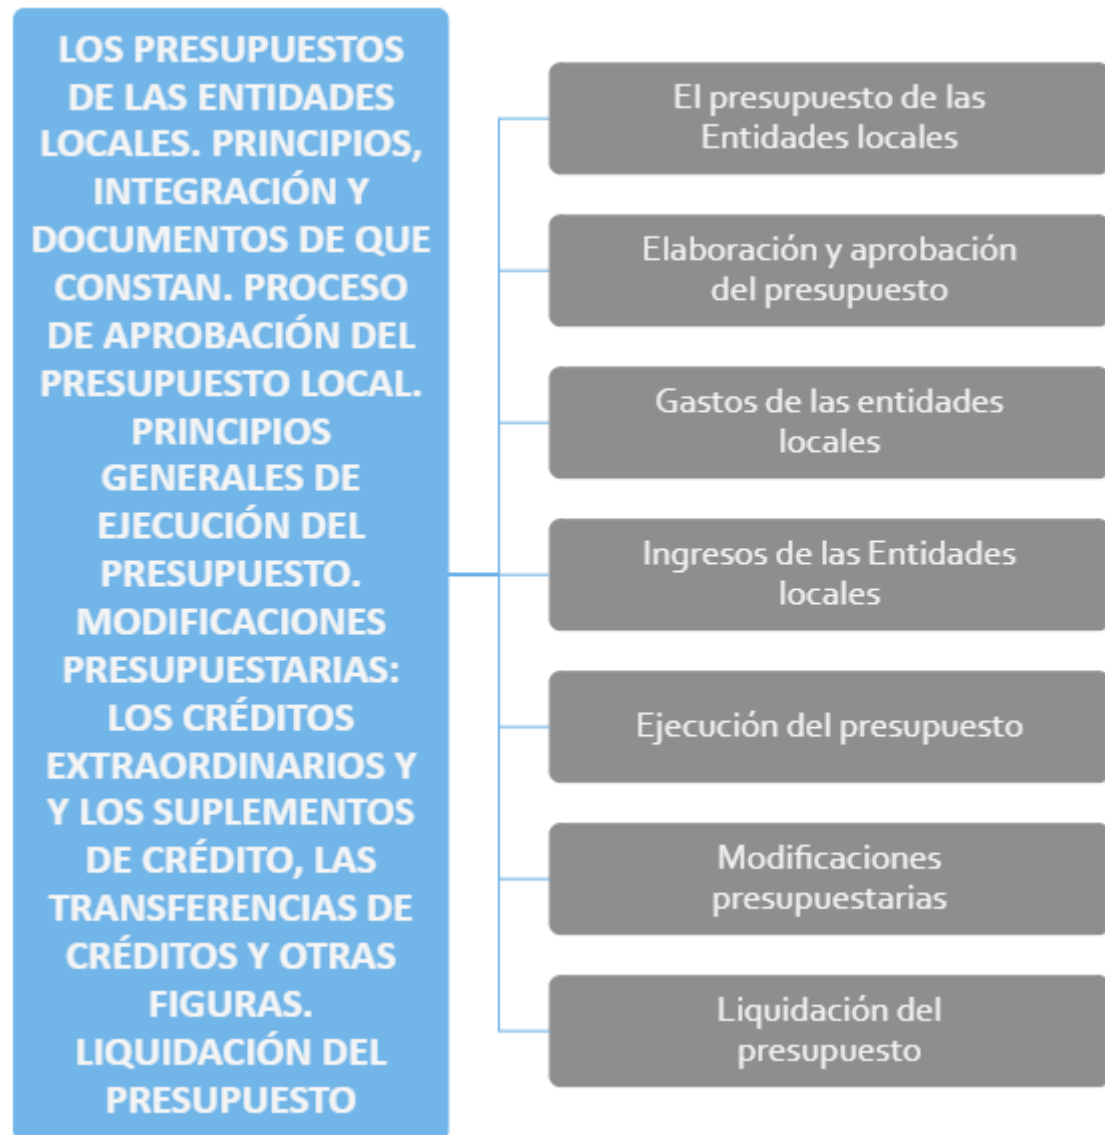 LOS PRESUPUESTOS
DE LAS ENTIDADES
LOCALES. PRINCIPIOS,
INTEGRACIÓN Y
DOCUMENTOS DE QUE
CONSTAN. PROCESO
DE APROBACIÓN DEL
PRESUPUESTO LOCAL.
PRINCIPIOS
GENERALES DE
EJECUCIÓN DEL
PRESUPUESTO.
MODIFICACIONES
PRESUPUESTARIAS:
LOS CRÉDITOS
EXTRAORDINARIOS Y
Y LOS SUPLEMENTOS
DE CRÉDITO, LAS
TRANSFERENCIAS DE
CRÉDITOS Y OTRAS
FIGURAS.
LIQUIDACIÓN DEL
PRESUPUESTO
El presupuesto de las
Entidades locales
Elaboración y aprobación
del presupuesto
Gastos de las entidades
locales
Ingresos de las Entidades
locales
Ejecución del presupuesto
Modificaciones
presupuestarias
Liquidación del
presupuesto